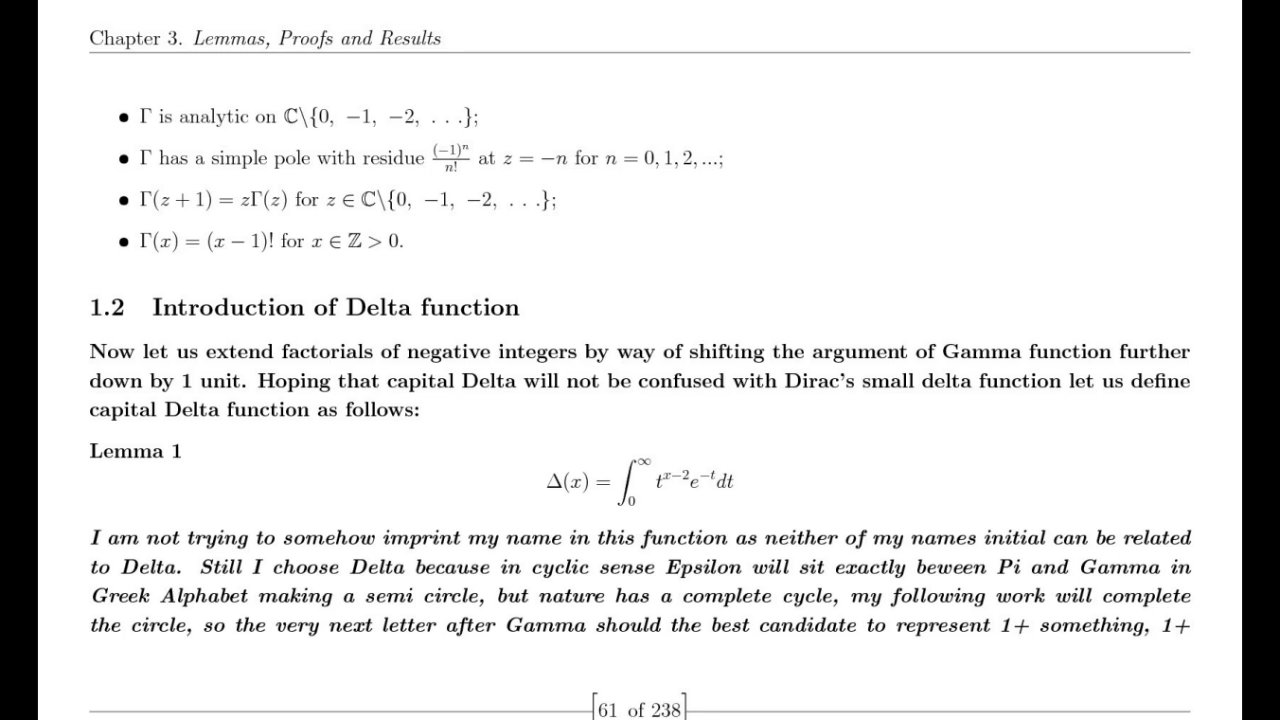 Chapter 3. Lemmas, Proofs and Results
• Γ is analytic on ℂ\{0, −1, −2, . . .};
• Γ has a simple pole with residue (−1)ⁿ/n! at z = −n for n = 0, 1, 2, ...;
• Γ(z + 1) = zΓ(z) for z ∈ ℂ\{0, −1, −2, . . .};
• Γ(x) = (x − 1)! for x ∈ ℤ > 0.
1.2 Introduction of Delta function
Now let us extend factorials of negative integers by way of shifting the argument of Gamma function further
down by 1 unit. Hoping that capital Delta will not be confused with Dirac's small delta function let us define
capital Delta function as follows:
Lemma 1
Δ(x) = ∫₀^∞ t^{x−2}e^{−t}dt
I am not trying to somehow imprint my name in this function as neither of my names initial can be related
to Delta. Still I choose Delta because in cyclic sense Epsilon will sit exactly beween Pi and Gamma in
Greek Alphabet making a semi circle, but nature has a complete cycle, my following work will complete
the circle, so the very next letter after Gamma should the best candidate to represent 1+ something, 1+
[61 of 238]